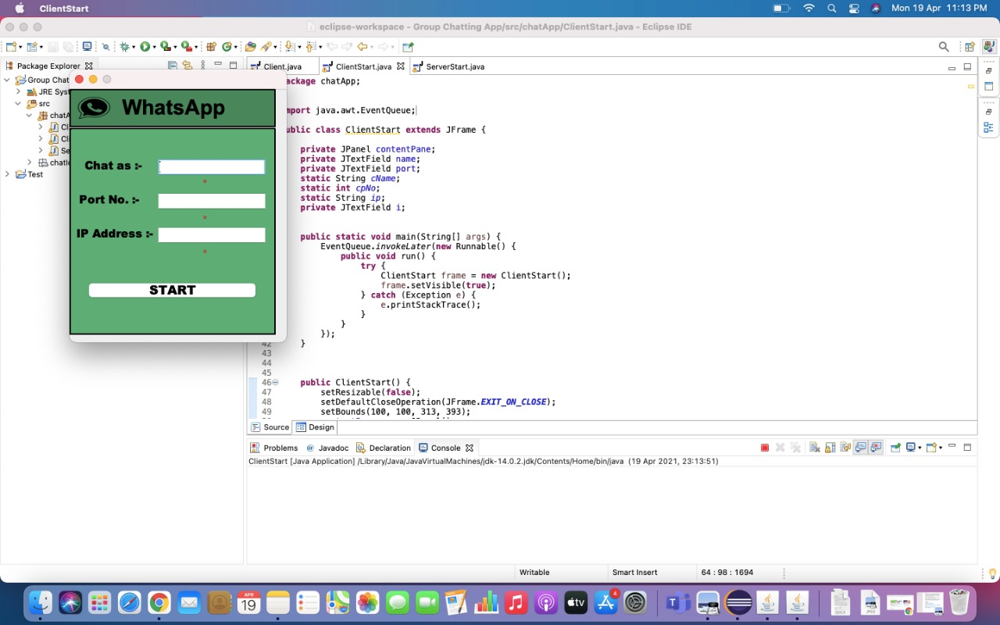 ClientStart
Mon 19 Apr 11:13 PM
eclipse-workspace - Group Chatting App/src/chatApp/ClientStart.java - Eclipse IDE
Package Explorer
Client.java
ClientStart.java
ServerStart.java
Group Chat
JRE Syst
src
chatA
Cli
Cli
Se
chatIc
Test
WhatsApp
Chat as :-
*
Port No. :-
*
IP Address :-
*
START
ackage chatApp;
mport java.awt.EventQueue;
ublic class ClientStart extends JFrame {
private JPanel contentPane;
private JTextField name;
private JTextField port;
static String cName;
static int cpNo;
static String ip;
private JTextField i;
public static void main(String[] args) {
EventQueue.invokeLater(new Runnable() {
public void run() {
try {
ClientStart frame = new ClientStart();
frame.setVisible(true);
} catch (Exception e) {
e.printStackTrace();
}
}
});
42 }
43
44
45
46 public ClientStart() {
47 setResizable(false);
48 setDefaultCloseOperation(JFrame.EXIT_ON_CLOSE);
49 setBounds(100, 100, 313, 393);
Source Design
Problems @ Javadoc Declaration Console
ClientStart [Java Application] /Library/Java/JavaVirtualMachines/jdk-14.0.2.jdk/Contents/Home/bin/java (19 Apr 2021, 23:13:51)
Writable Smart Insert 64 : 98 : 1694
APR
19
tv
4